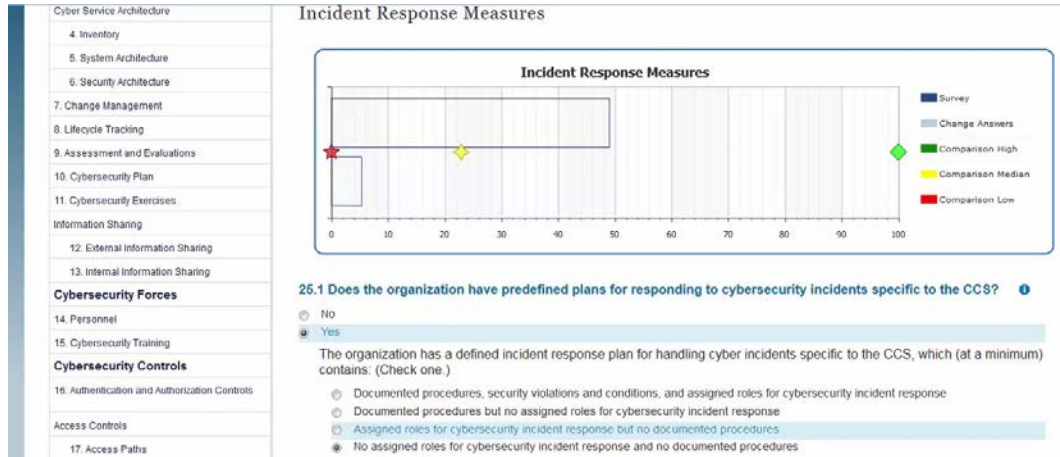 Cyber Service Architecture
4. Inventory
5. System Architecture
6. Security Architecture
7. Change Management
8. Lifecycle Tracking
9. Assessment and Evaluations
10. Cybersecurity Plan
11. Cybersecurity Exercises
Information Sharing
12. External Information Sharing
13. Internal Information Sharing
Cybersecurity Forces
14. Personnel
15. Cybersecurity Training
Cybersecurity Controls
16. Authentication and Authorization Controls
Access Controls
17. Access Paths
Incident Response Measures
Incident Response Measures
Survey
Change Answers
Comparison High
Comparison Median
Comparison Low
0 10 20 30 40 50 60 70 80 90 100
25.1 Does the organization have predefined plans for responding to cybersecurity incidents specific to the CCS?
No
Yes
The organization has a defined incident response plan for handling cyber incidents specific to the CCS, which (at a minimum)
contains: (Check one.)
Documented procedures, security violations and conditions, and assigned roles for cybersecurity incident response
Documented procedures but no assigned roles for cybersecurity incident response
Assigned roles for cybersecurity incident response but no documented procedures
No assigned roles for cybersecurity incident response and no documented procedures